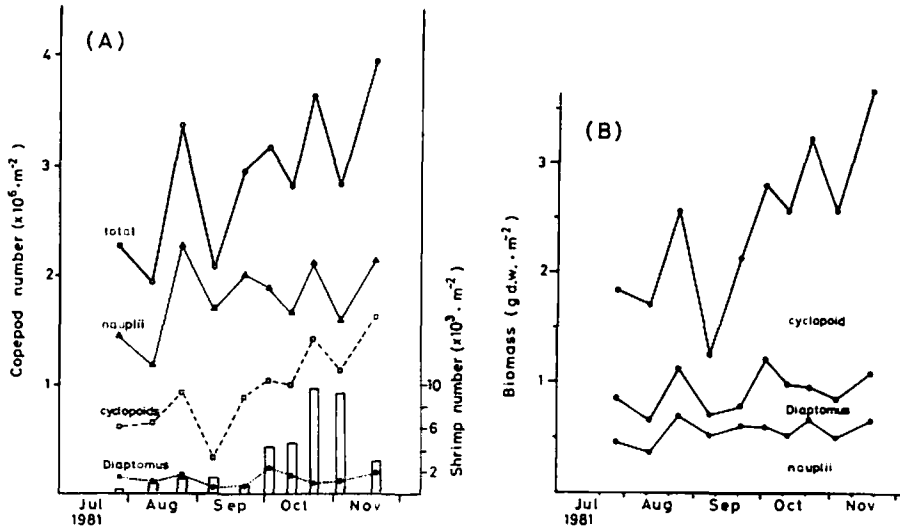 (A)
Copepod number (x10⁶·m⁻²)
4
3
2
1
total
nauplii
cyclopoids
Diaptomus
Shrimp number (x10³·m⁻²)
10
6
2
Jul Aug Sep Oct Nov
1981
(B)
Biomass (g d.w.·m⁻²)
3
2
1
0
cyclopoid
Diaptomus
nauplii
Jul Aug Sep Oct Nov
1981